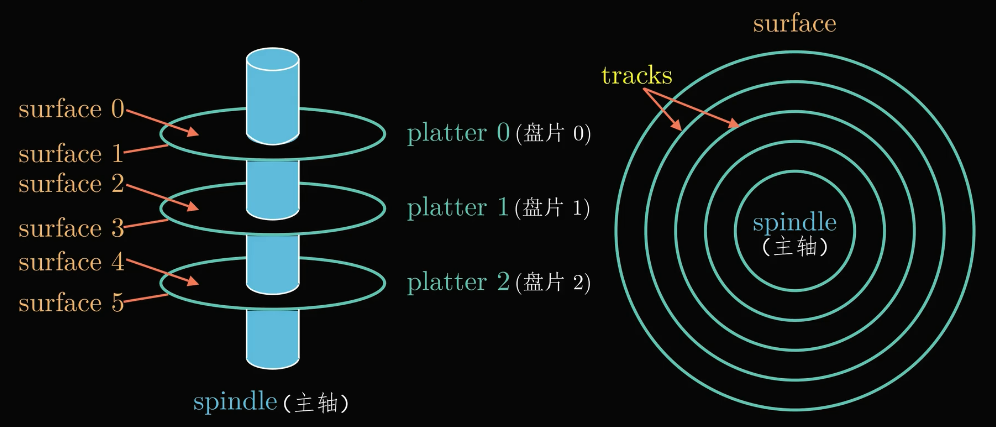 surface 0
surface 1
surface 2
surface 3
surface 4
surface 5
platter 0 (盘片 0)
platter 1 (盘片 1)
platter 2 (盘片 2)
spindle (主轴)
surface
tracks
spindle
(主轴)